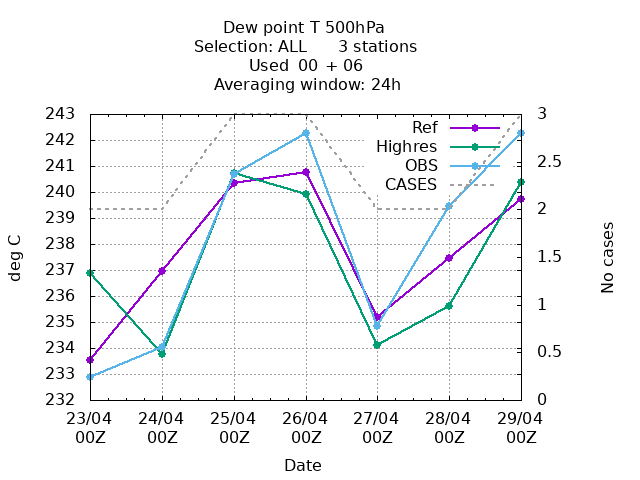 Dew point T 500hPa
Selection: ALL 3 stations
Used 00 + 06
Averaging window: 24h
243
242
241
240
239
238
237
236
235
234
233
232
deg C
3
2.5
2
1.5
1
0.5
0
No cases
Ref
Highres
OBS
CASES
23/04 24/04 25/04 26/04 27/04 28/04 29/04
00Z 00Z 00Z 00Z 00Z 00Z 00Z
Date